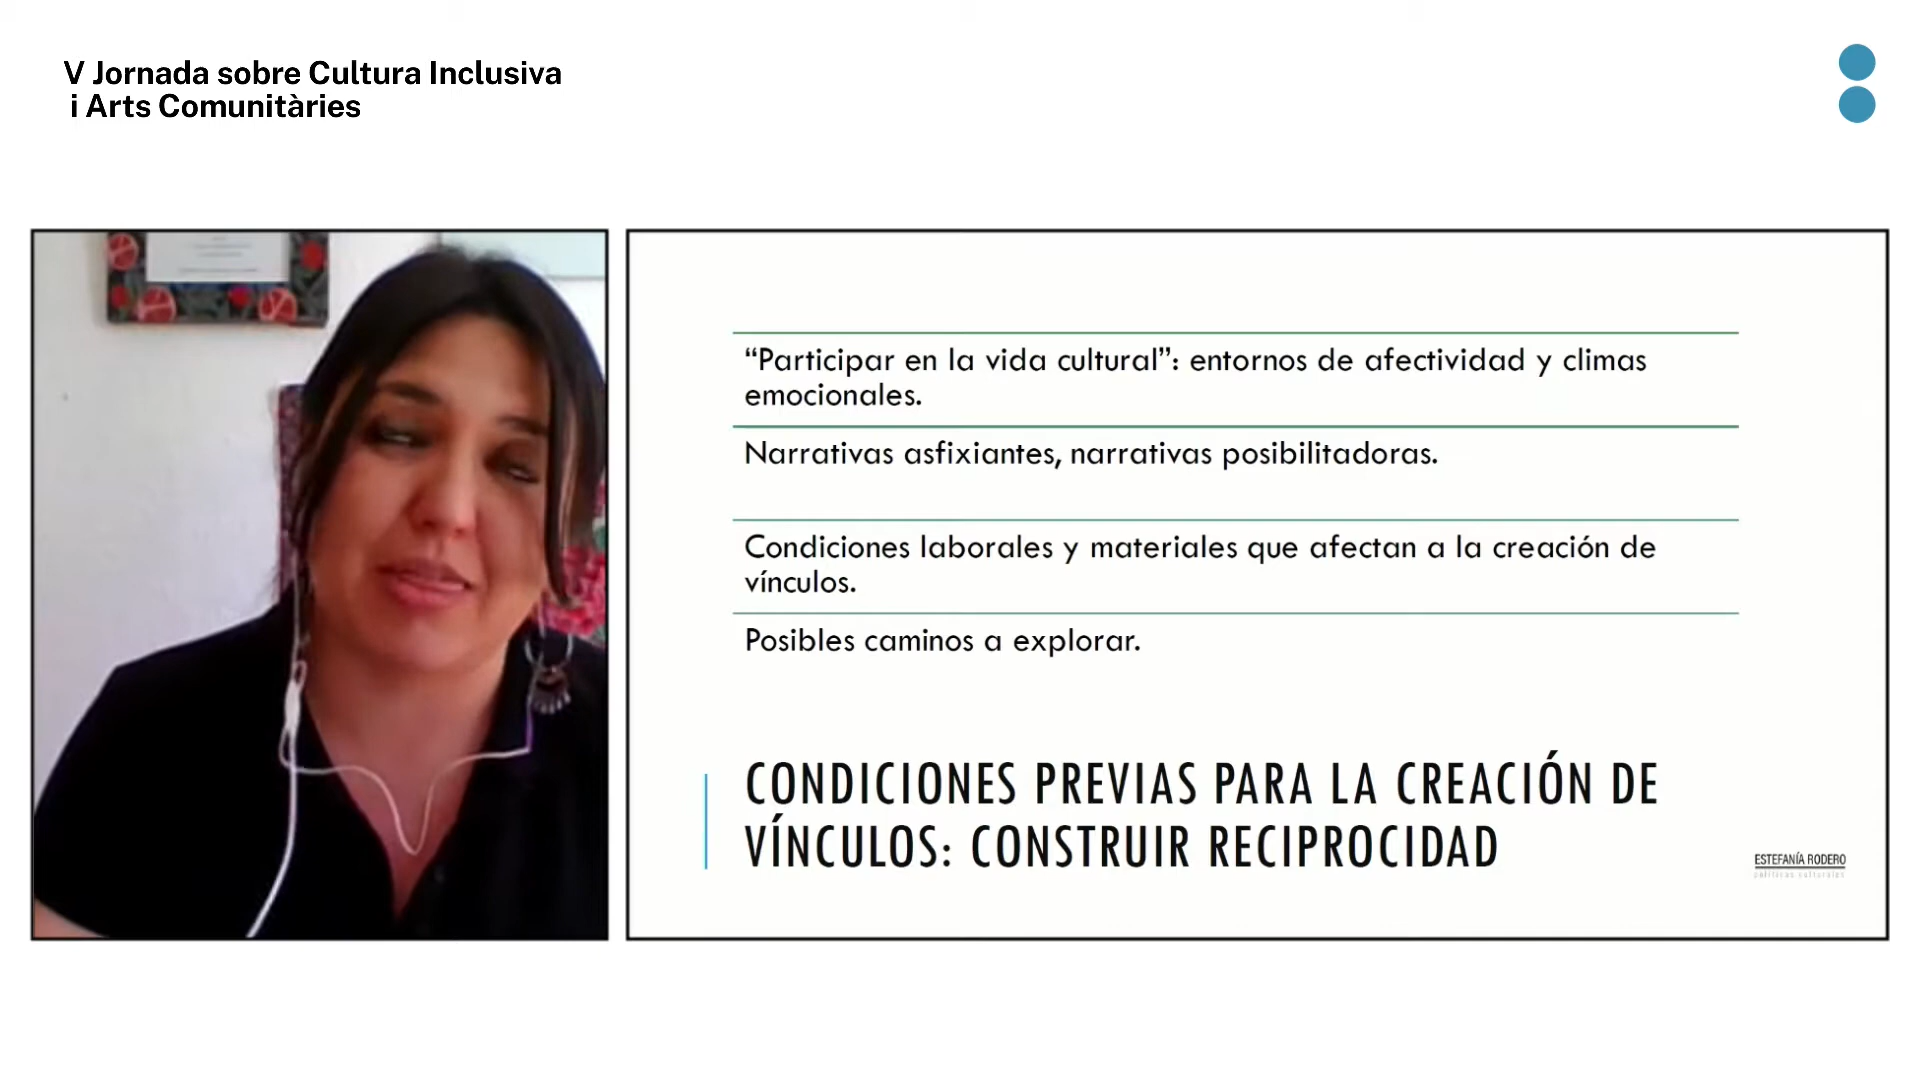 V Jornada sobre Cultura Inclusiva
i Arts Comunitàries
“Participar en la vida cultural”: entornos de afectividad y climas
emocionales.
Narrativas asfixiantes, narrativas posibilitadoras.
Condiciones laborales y materiales que afectan a la creación de
vínculos.
Posibles caminos a explorar.
CONDICIONES PREVIAS PARA LA CREACIÓN DE
VÍNCULOS: CONSTRUIR RECIPROCIDAD
ESTEFANÍA RODERO
políticas culturales